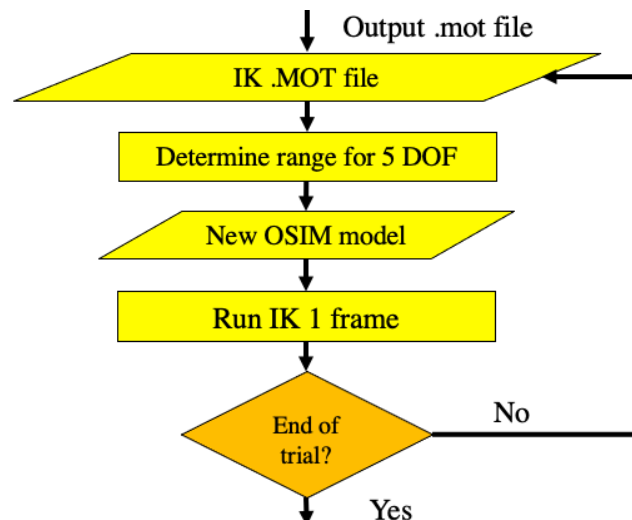 Output .mot file
IK .MOT file
Determine range for 5 DOF
New OSIM model
Run IK 1 frame
End of
trial?
No
Yes